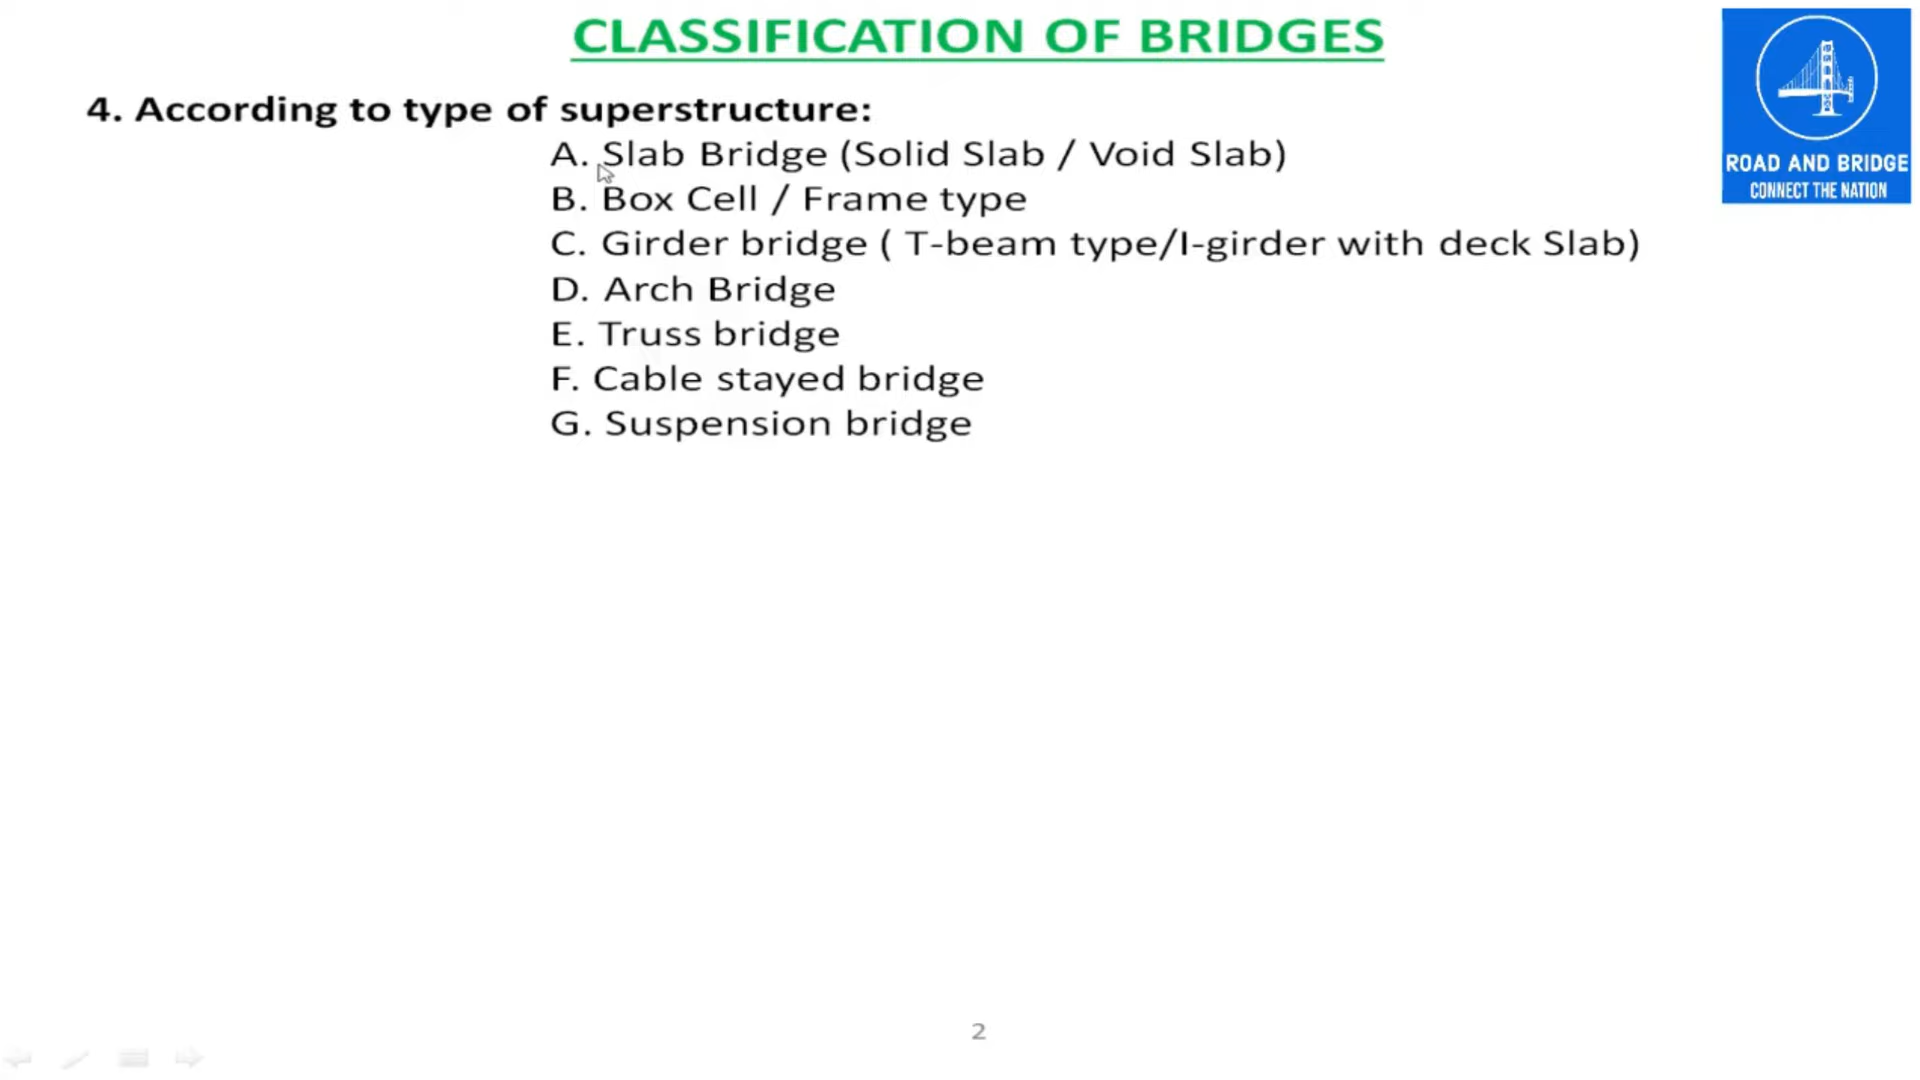 CLASSIFICATION OF BRIDGES
4. According to type of superstructure:
A. Slab Bridge (Solid Slab / Void Slab)
B. Box Cell / Frame type
C. Girder bridge ( T-beam type/I-girder with deck Slab)
D. Arch Bridge
E. Truss bridge
F. Cable stayed bridge
G. Suspension bridge
ROAD AND BRIDGE
CONNECT THE NATION
2